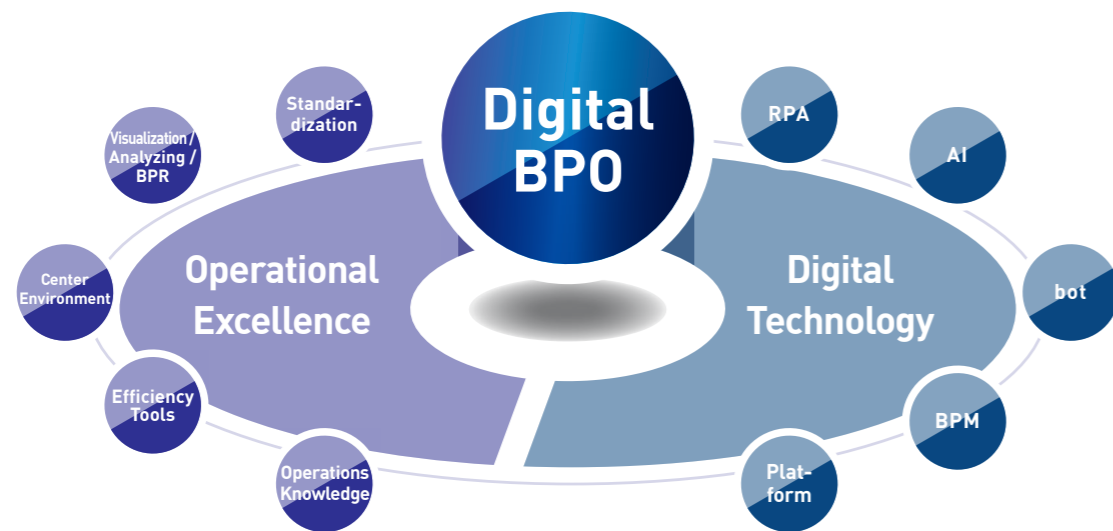 Digital
BPO
Standar-
dization
Visualization /
Analyzing /
BPR
Center
Environment
Efficiency
Tools
Operations
Knowledge
Operational
Excellence
Digital
Technology
RPA
AI
bot
BPM
Plat-
form